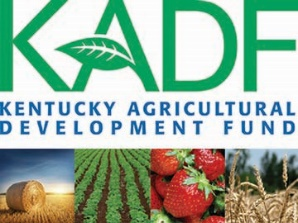 KADF
KENTUCKY AGRICULTURAL
DEVELOPMENT FUND